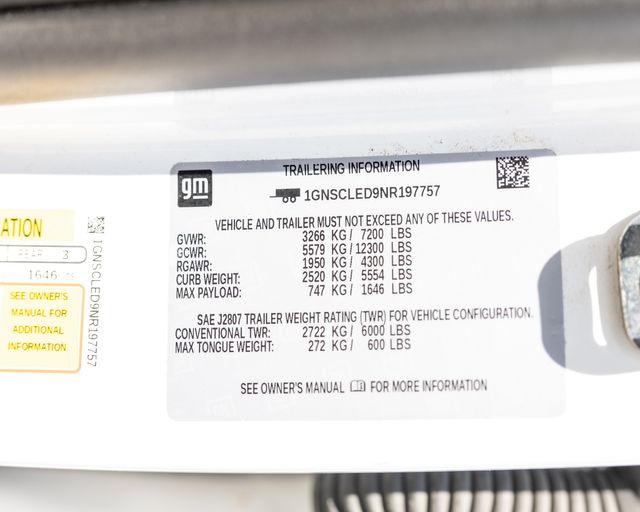 gm
TRAILERING INFORMATION
1GNSCLED9NR197757
VEHICLE AND TRAILER MUST NOT EXCEED ANY OF THESE VALUES.
GVWR: 3266 KG / 7200 LBS
GCWR: 5579 KG / 12300 LBS
RGAWR: 1950 KG / 4300 LBS
CURB WEIGHT: 2520 KG / 5554 LBS
MAX PAYLOAD: 747 KG / 1646 LBS
SAE J2807 TRAILER WEIGHT RATING (TWR) FOR VEHICLE CONFIGURATION.
CONVENTIONAL TWR: 2722 KG / 6000 LBS
MAX TONGUE WEIGHT: 272 KG / 600 LBS
SEE OWNER'S MANUAL FOR MORE INFORMATION
ATION
REAR 3
1646
SEE OWNER'S
MANUAL FOR
ADDITIONAL
INFORMATION
1GNSCLED9NR197757